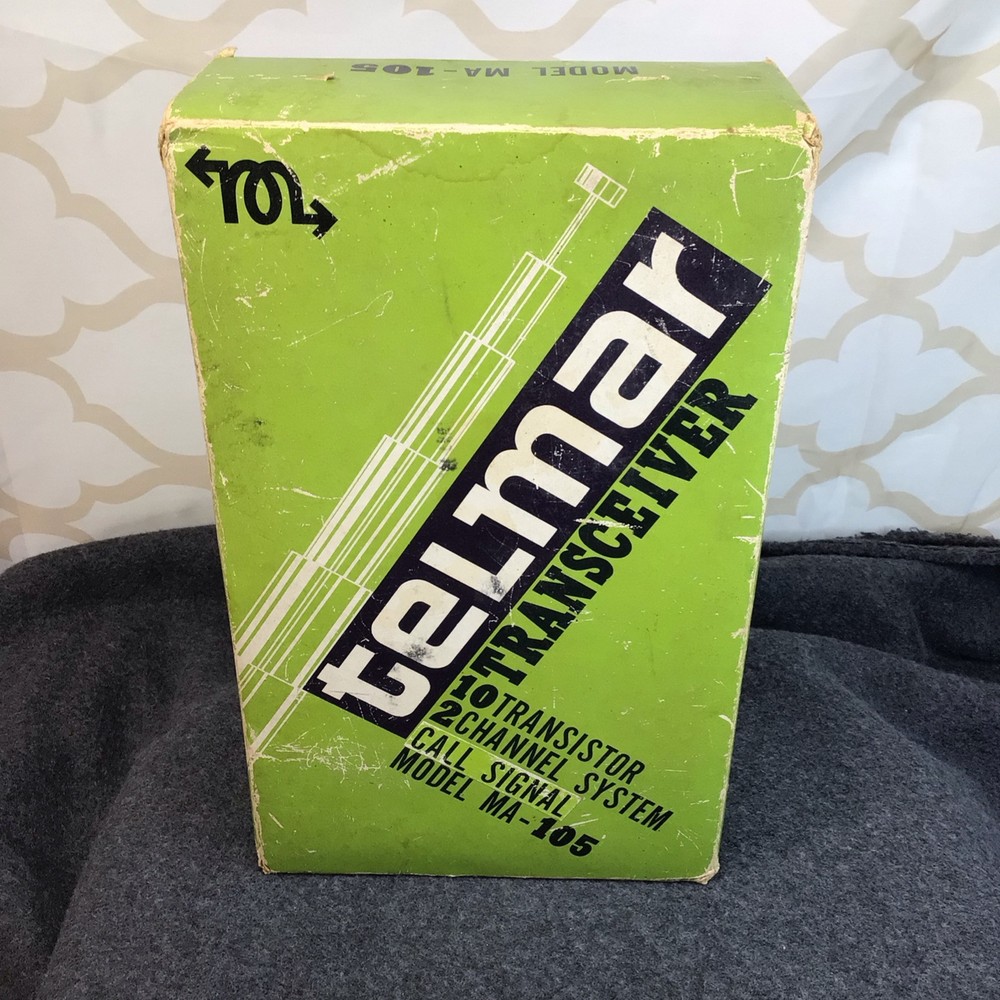 MODEL MA-105
telmar
TRANSCEIVER
10 TRANSISTOR
2 CHANNEL SYSTEM
CALL SIGNAL
MODEL MA-105